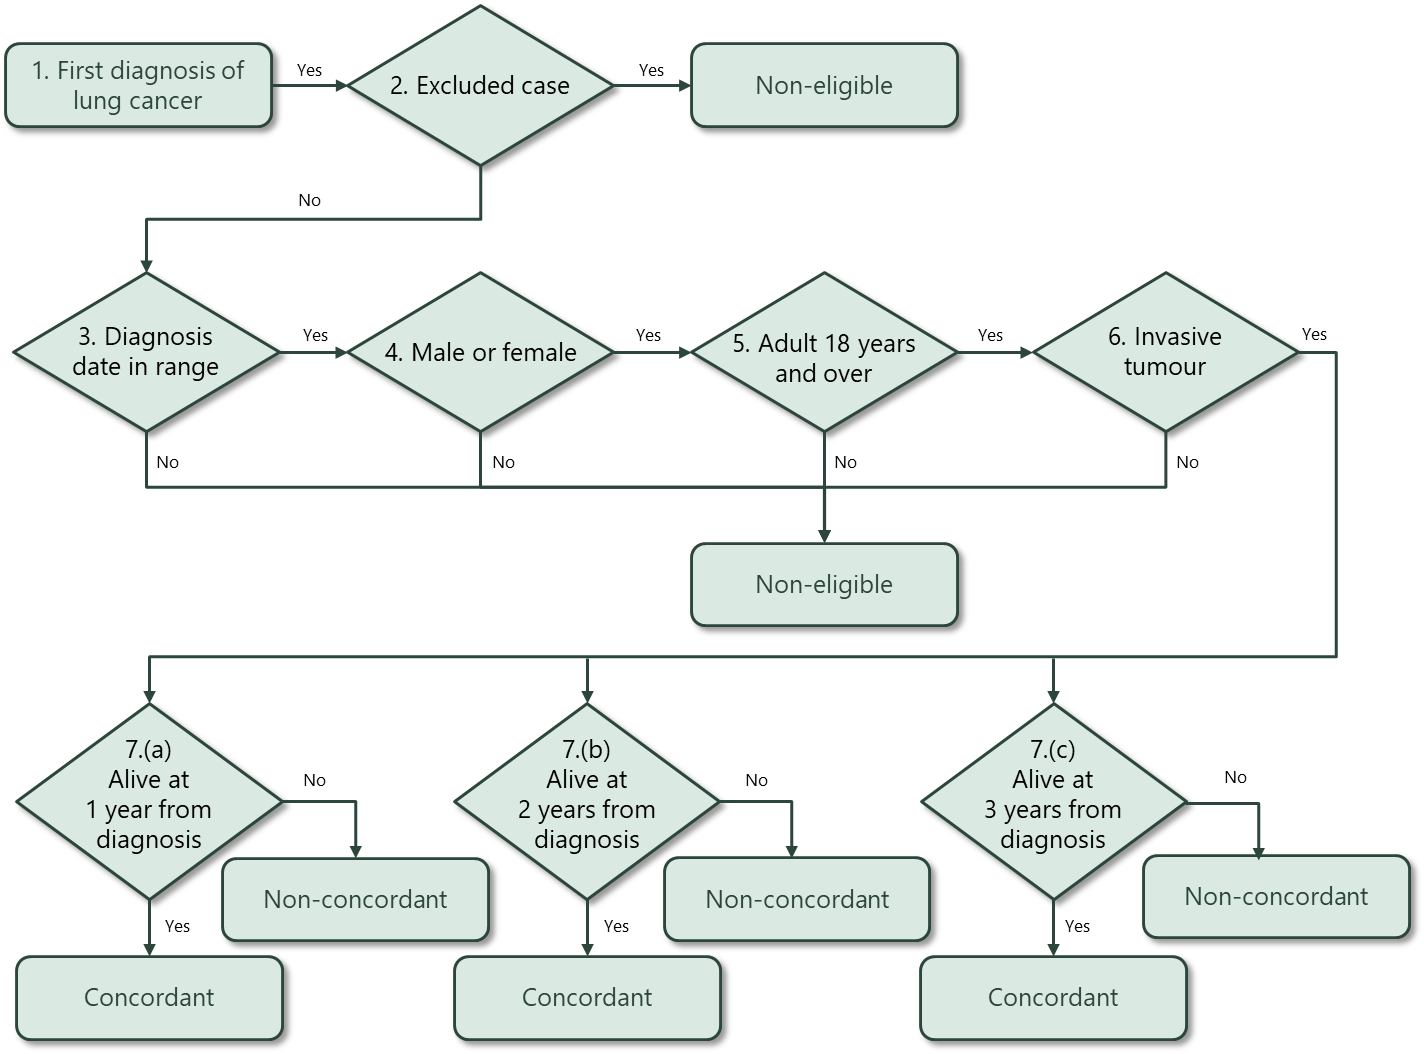 1. First diagnosis of
lung cancer
Yes
2. Excluded case
Yes
Non-eligible
No
3. Diagnosis
date in range
Yes
4. Male or female
Yes
5. Adult 18 years
and over
Yes
6. Invasive
tumour
Yes
No
No
No
No
Non-eligible
7.(a)
Alive at
1 year from
diagnosis
No
Non-concordant
Yes
Concordant
7.(b)
Alive at
2 years from
diagnosis
No
Non-concordant
Yes
Concordant
7.(c)
Alive at
3 years from
diagnosis
No
Non-concordant
Yes
Concordant